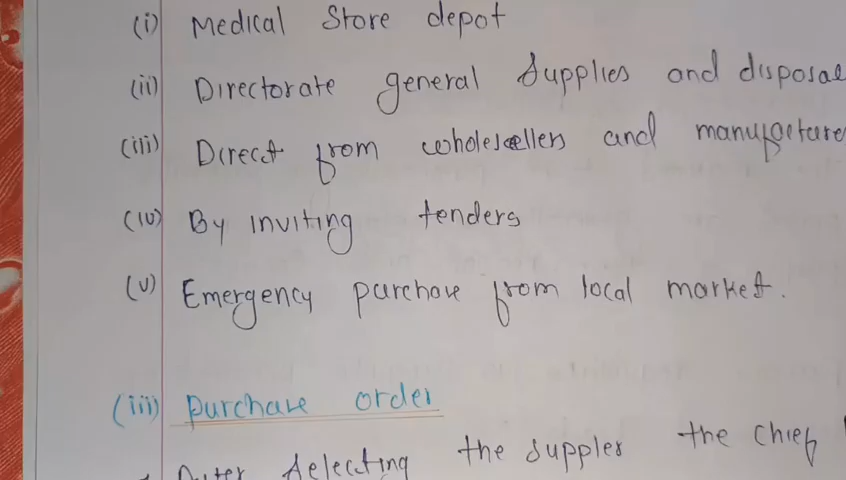 (i) Medical Store depot
(ii) Directorate general Supplies and disposal
(iii) Direct from wholesellers and manufacture
(iv) By inviting tenders
(v) Emergency purchase from local market.
(iii) purchase order
selecting the suppler the chief